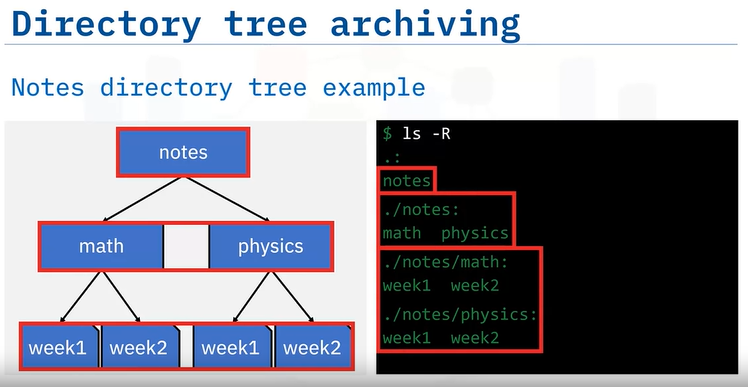 Directory tree archiving
Notes directory tree example
notes
math physics
week1 week2 week1 week2
$ ls -R
.:
notes
./notes:
math physics
./notes/math:
week1 week2
./notes/physics:
week1 week2